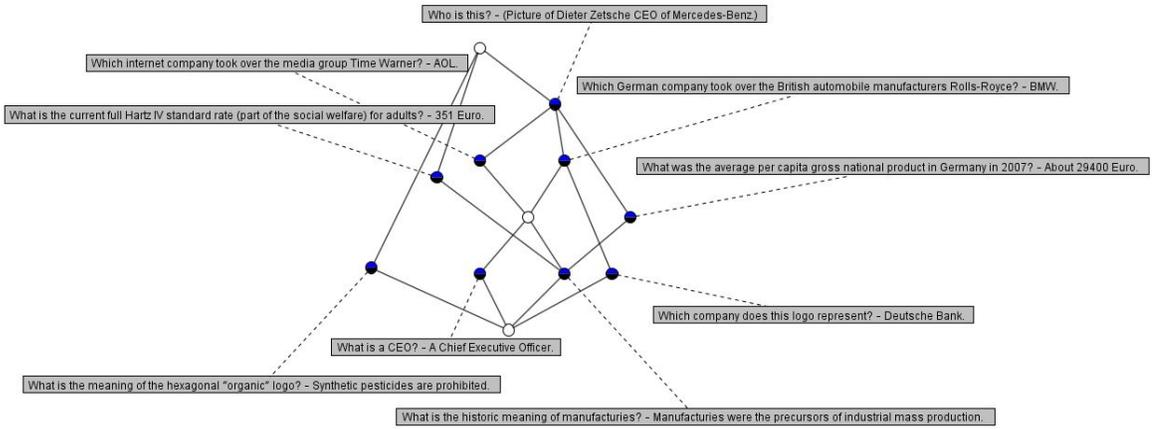 Who is this? - (Picture of Dieter Zetsche CEO of Mercedes-Benz.)
Which internet company took over the media group Time Warner? - AOL.
Which German company took over the British automobile manufacturers Rolls-Royce? - BMW.
What is the current full Hartz IV standard rate (part of the social welfare) for adults? - 351 Euro.
What was the average per capita gross national product in Germany in 2007? - About 29400 Euro.
Which company does this logo represent? - Deutsche Bank.
What is a CEO? - A Chief Executive Officer.
What is the meaning of the hexagonal "organic" logo? - Synthetic pesticides are prohibited.
What is the historic meaning of manufacturies? - Manufacturies were the precursors of industrial mass production.